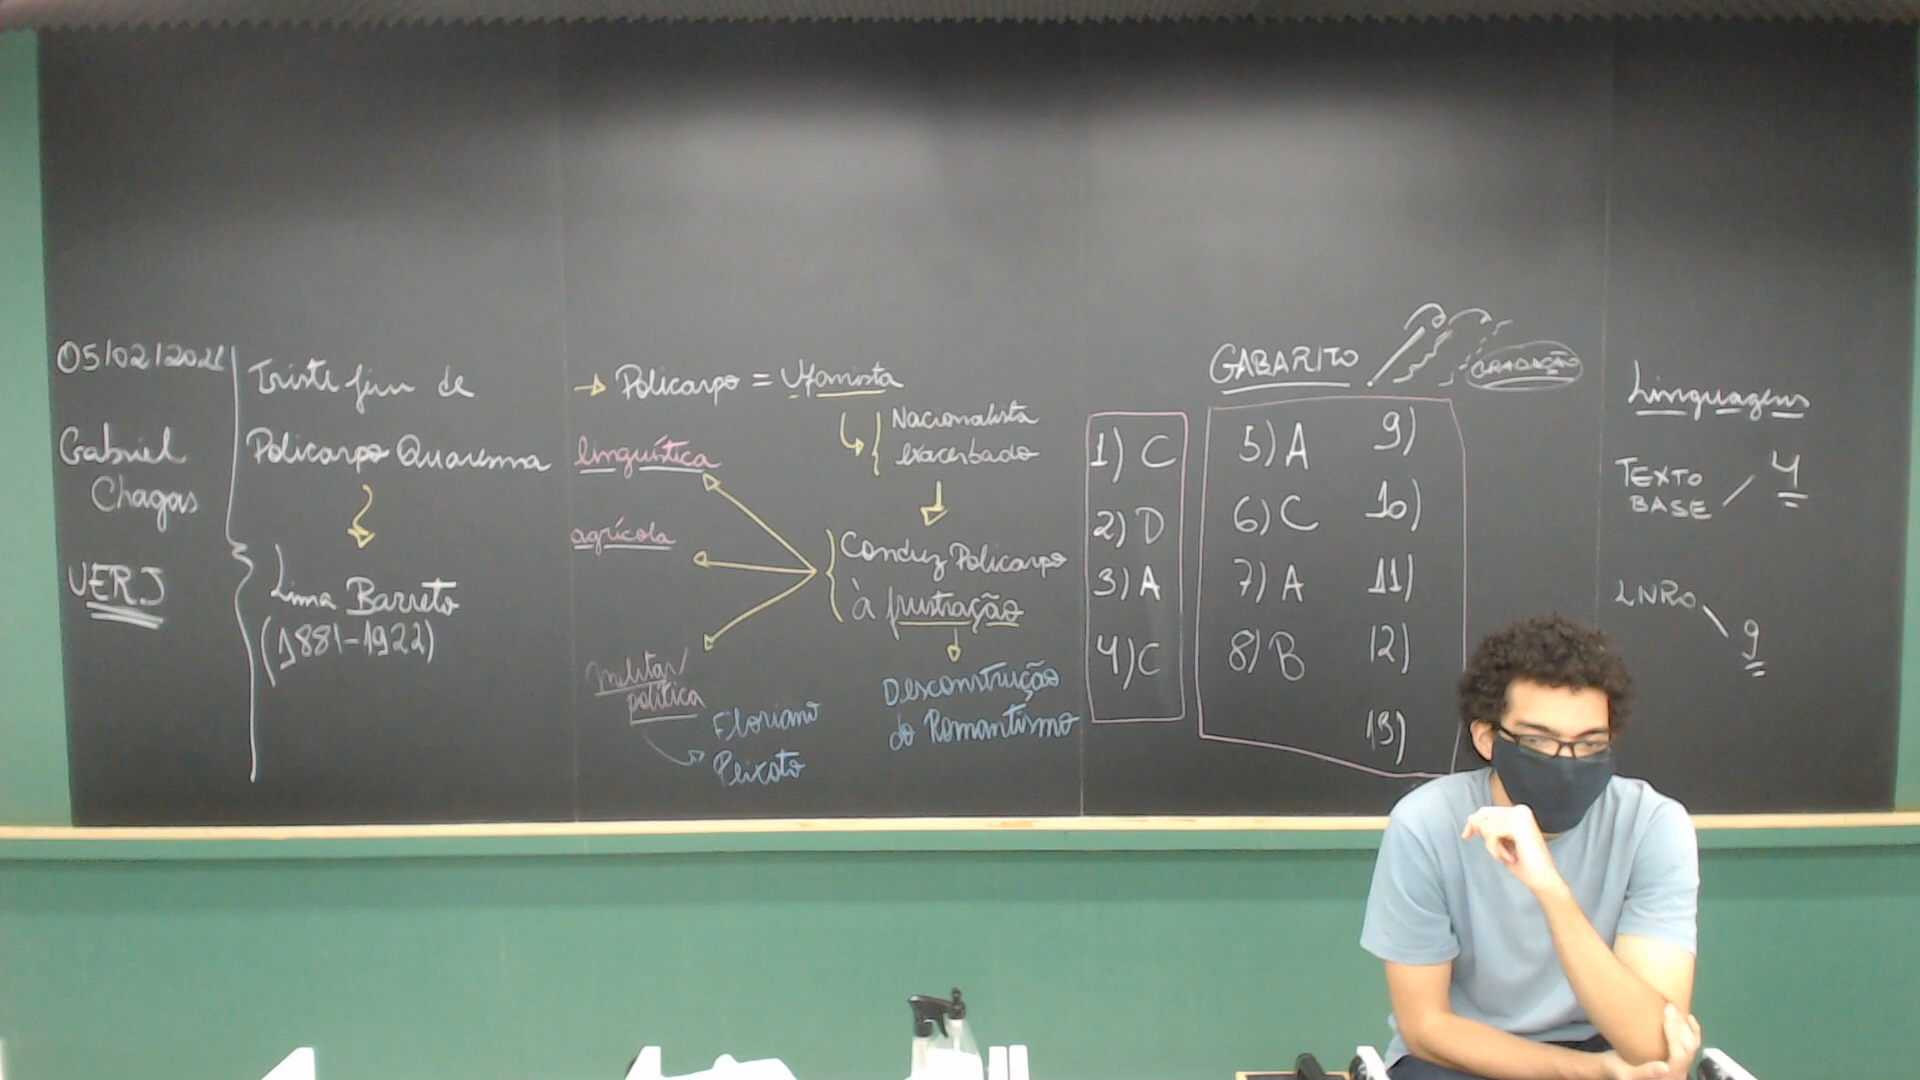 05/02/2021
Gabriel
Chagas
UERJ
Triste fim de
Policarpo Quaresma
Lima Barreto
(1881-1922)
→ Policarpo = Ufanista
Nacionalista
exacerbado
linguística
agrícola
militar/
política
Floriano
Peixoto
Conduz Policarpo
à frustração
Desconstrução
do Romantismo
GABARITO
GRADAÇÃO
1) C
2) D
3) A
4) C
5) A
6) C
7) A
8) B
9)
10)
11)
12)
13)
Linguagens
TEXTO
BASE
4
LIVRO
9